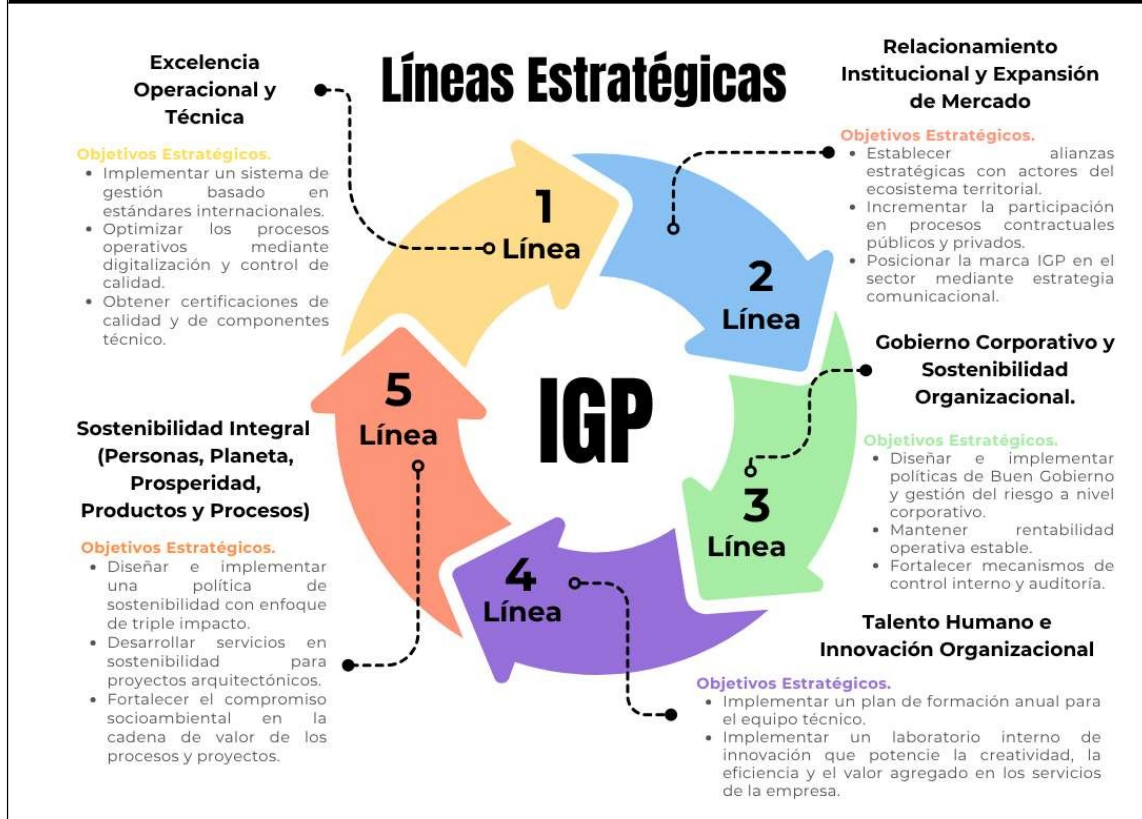 Líneas Estratégicas
Excelencia
Operacional y
Técnica
Objetivos Estratégicos.
• Implementar un sistema de
gestión basado en
estándares internacionales.
• Optimizar los procesos
operativos mediante
digitalización y control de
calidad.
• Obtener certificaciones de
calidad y de componentes
técnico.
1
Línea
Relacionamiento
Institucional y Expansión
de Mercado
Objetivos Estratégicos.
• Establecer alianzas
estratégicas con actores del
ecosistema territorial.
• Incrementar la participación
en procesos contractuales
públicos y privados.
• Posicionar la marca IGP en el
sector mediante estrategia
comunicacional.
2
Línea
Gobierno Corporativo y
Sostenibilidad
Organizacional.
Objetivos Estratégicos.
• Diseñar e implementar
políticas de Buen Gobierno
y gestión del riesgo a nivel
corporativo.
• Mantener rentabilidad
operativa estable.
• Fortalecer mecanismos de
control interno y auditoría.
3
Línea
Talento Humano e
Innovación Organizacional
Objetivos Estratégicos.
• Implementar un plan de formación anual para
el equipo técnico.
• Implementar un laboratorio interno de
innovación que potencie la creatividad, la
eficiencia y el valor agregado en los servicios
de la empresa.
4
Línea
Sostenibilidad Integral
(Personas, Planeta,
Prosperidad,
Productos y Procesos)
Objetivos Estratégicos.
• Diseñar e implementar
una política de
sostenibilidad con enfoque
de triple impacto.
• Desarrollar servicios en
sostenibilidad para
proyectos arquitectónicos.
• Fortalecer el compromiso
socioambiental en la
cadena de valor de los
procesos y proyectos.
5
Línea
IGP